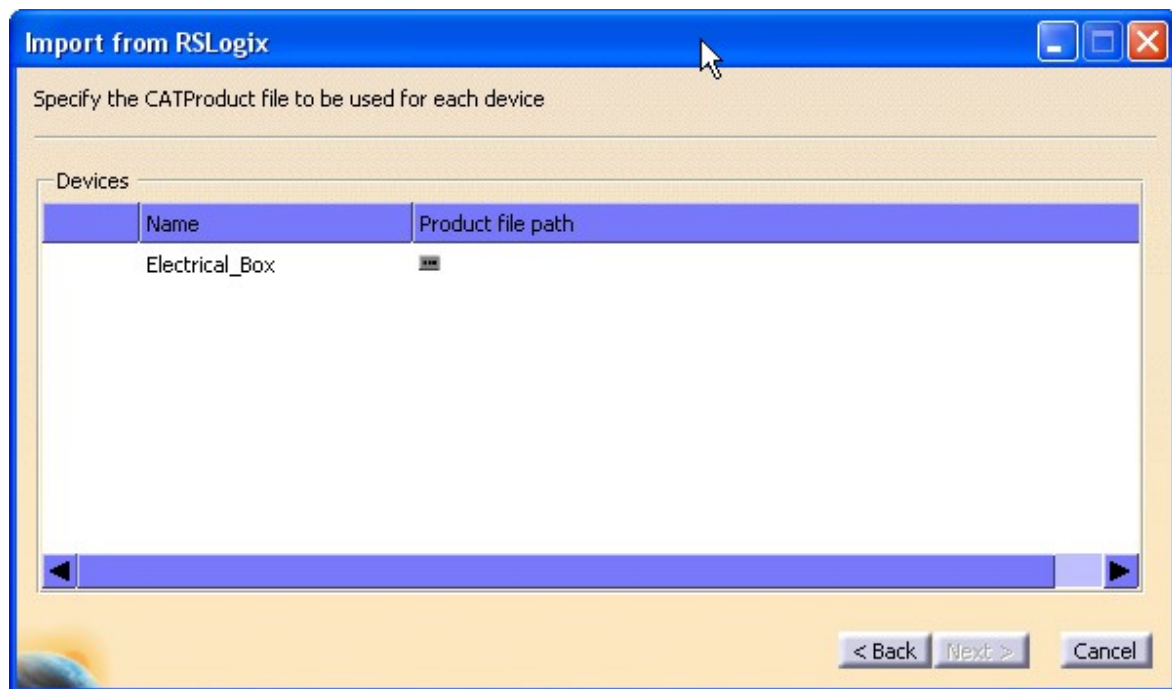 Import from RSLogix
Specify the CATProduct file to be used for each device
Devices
Name Product file path
Electrical_Box
< Back Next > Cancel